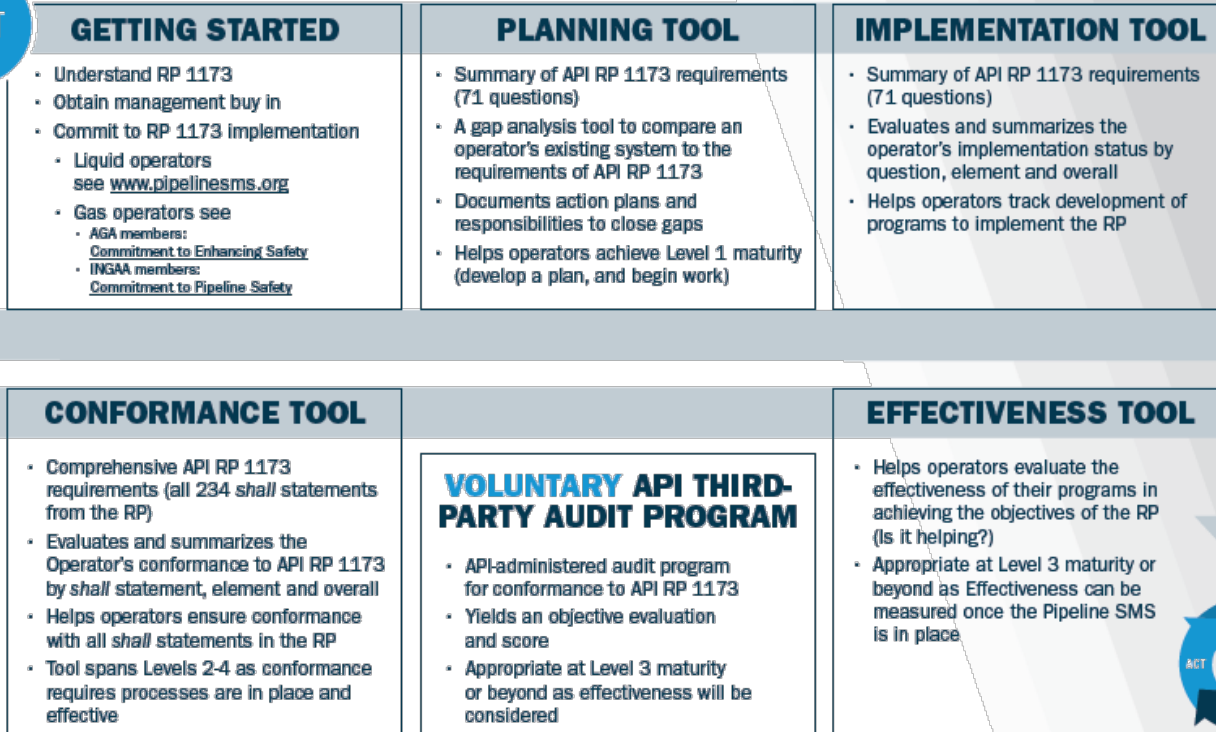 GETTING STARTED
• Understand RP 1173
• Obtain management buy in
• Commit to RP 1173 implementation
• Liquid operators
see www.pipelinesms.org
• Gas operators see
• AGA members:
Commitment to Enhancing Safety
• INGAA members:
Commitment to Pipeline Safety
PLANNING TOOL
• Summary of API RP 1173 requirements
(71 questions)
• A gap analysis tool to compare an
operator's existing system to the
requirements of API RP 1173
• Documents action plans and
responsibilities to close gaps
• Helps operators achieve Level 1 maturity
(develop a plan, and begin work)
IMPLEMENTATION TOOL
• Summary of API RP 1173 requirements
(71 questions)
• Evaluates and summarizes the
operator's implementation status by
question, element and overall
• Helps operators track development of
programs to implement the RP
CONFORMANCE TOOL
• Comprehensive API RP 1173
requirements (all 234 shall statements
from the RP)
• Evaluates and summarizes the
Operator's conformance to API RP 1173
by shall statement, element and overall
• Helps operators ensure conformance
with all shall statements in the RP
• Tool spans Levels 2-4 as conformance
requires processes are in place and
effective
VOLUNTARY API THIRD-
PARTY AUDIT PROGRAM
• API-administered audit program
for conformance to API RP 1173
• Yields an objective evaluation
and score
• Appropriate at Level 3 maturity
or beyond as effectiveness will be
considered
EFFECTIVENESS TOOL
• Helps operators evaluate the
effectiveness of their programs in
achieving the objectives of the RP
(Is it helping?)
• Appropriate at Level 3 maturity or
beyond as Effectiveness can be
measured once the Pipeline SMS
is in place
ACT